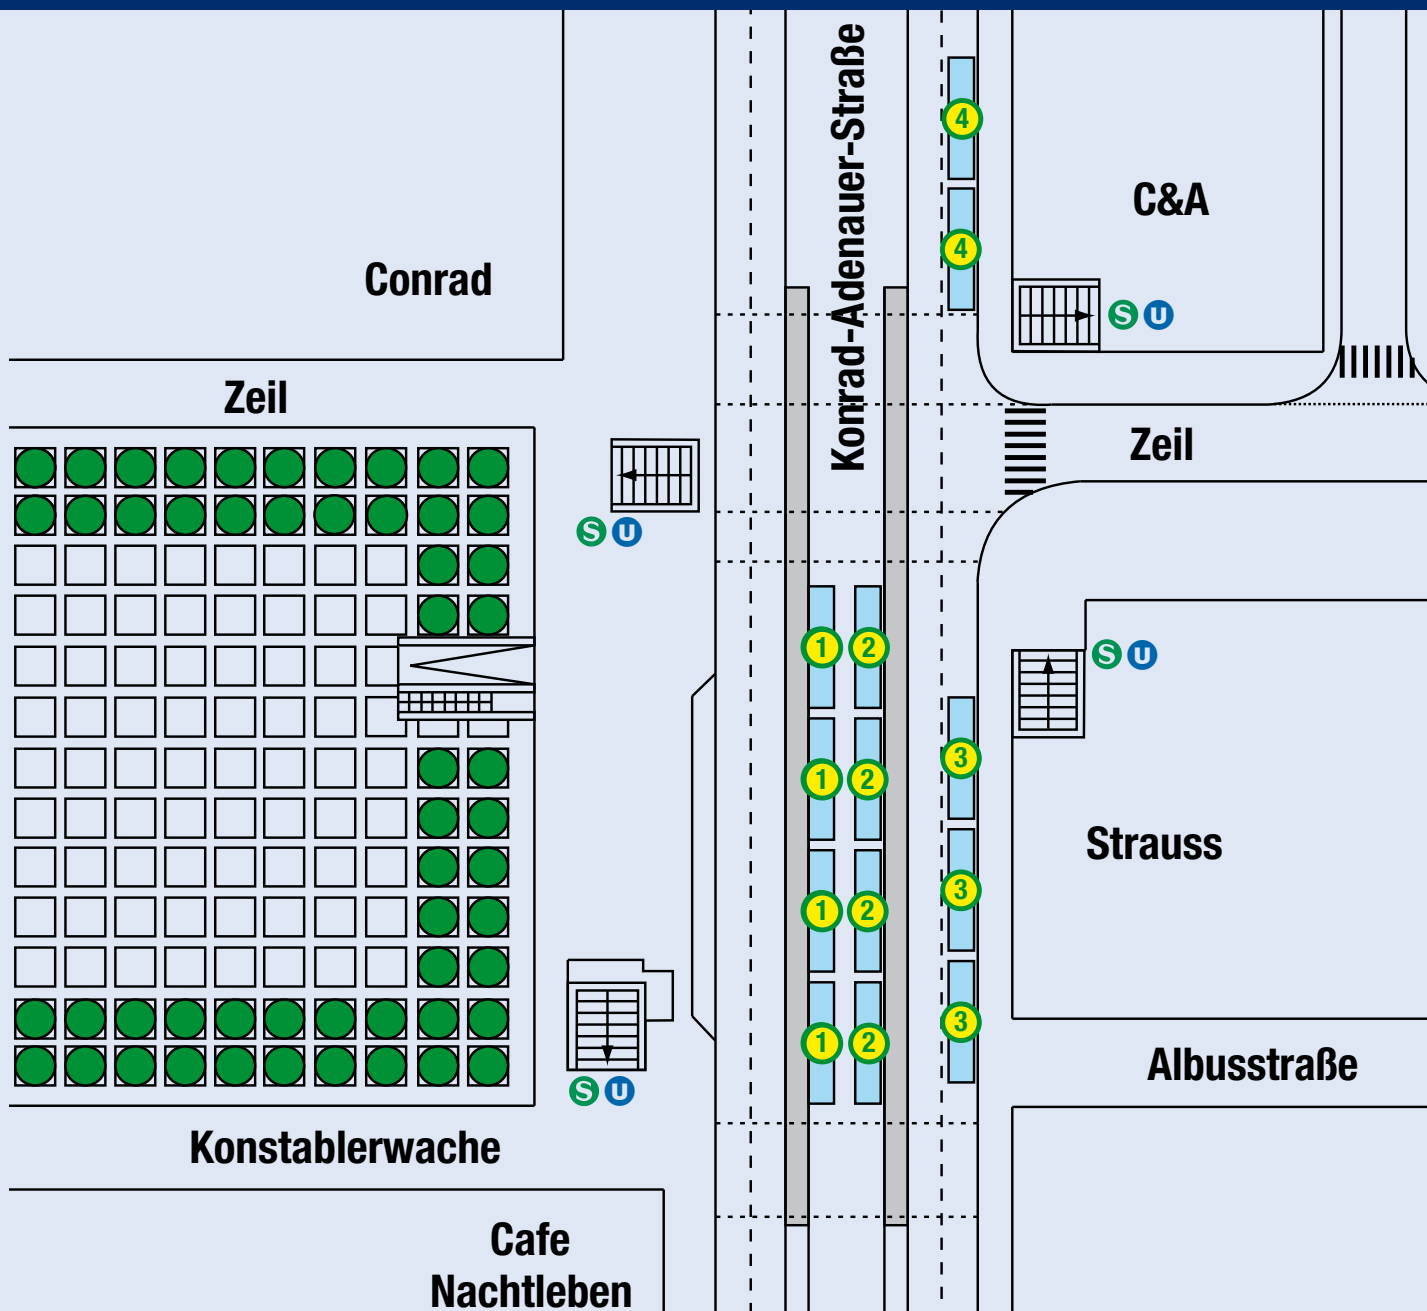 Konrad-Adenauer-Straße
4
C&A
4
Conrad
S U
Zeil
Zeil
S U
1 2
S U
3
1 2
Strauss
3
1 2
3
1 2
Albusstraße
S U
Konstablerwache
Cafe
Nachtleben